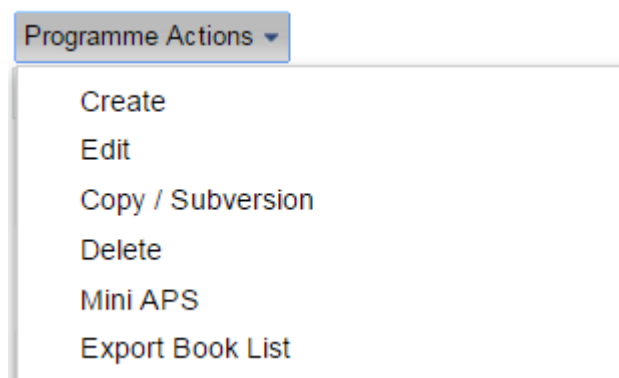 Programme Actions
Create
Edit
Copy / Subversion
Delete
Mini APS
Export Book List